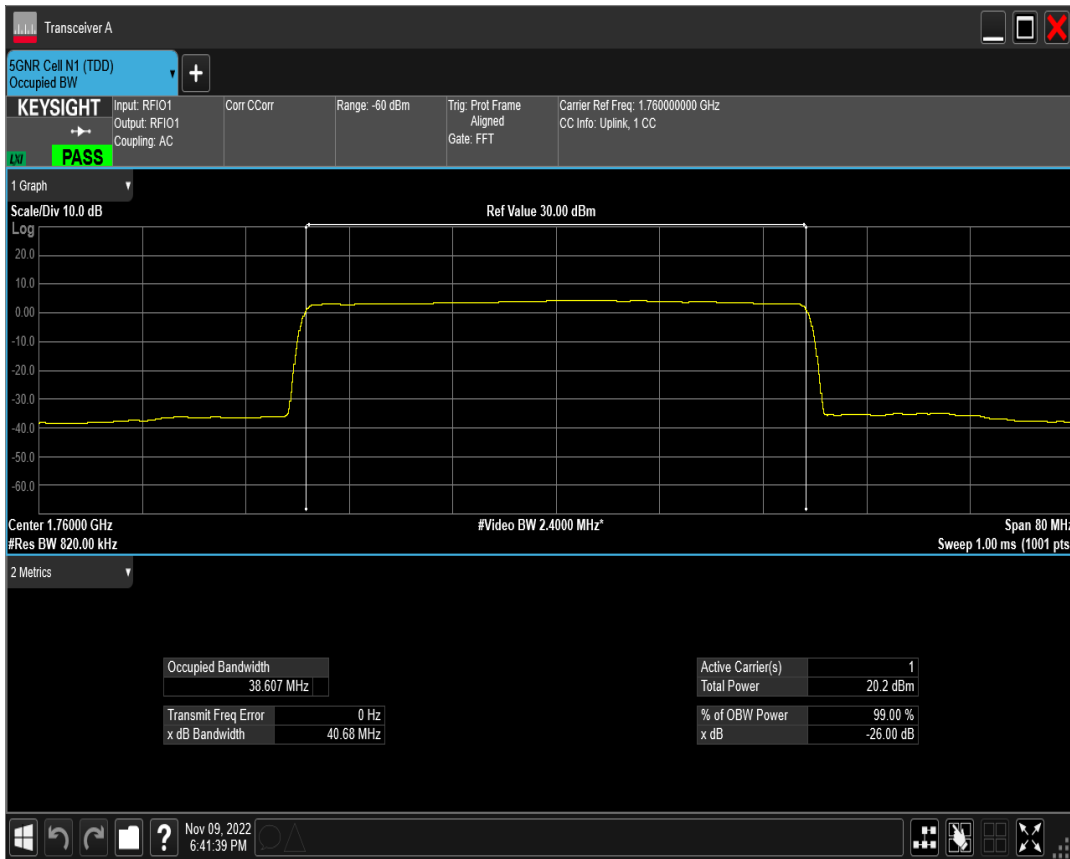 Transceiver A
5GNR Cell N1 (TDD)
Occupied BW
+
KEYSIGHT
LXI
PASS
Input: RFIO1
Output: RFIO1
Coupling: AC
Corr CCorr
Range: -60 dBm
Trig: Prot Frame
Aligned
Gate: FFT
Carrier Ref Freq: 1.760000000 GHz
CC Info: Uplink, 1 CC
1 Graph
Scale/Div 10.0 dB
Ref Value 30.00 dBm
Log
20.0
10.0
0.00
-10.0
-20.0
-30.0
-40.0
-50.0
-60.0
Center 1.76000 GHz
#Video BW 2.4000 MHz*
Span 80 MHz
#Res BW 820.00 kHz
Sweep 1.00 ms (1001 pts
2 Metrics
Occupied Bandwidth
38.607 MHz
Transmit Freq Error 0 Hz
x dB Bandwidth 40.68 MHz
Active Carrier(s) 1
Total Power 20.2 dBm
% of OBW Power 99.00 %
x dB -26.00 dB
?
Nov 09, 2022
6:41:39 PM